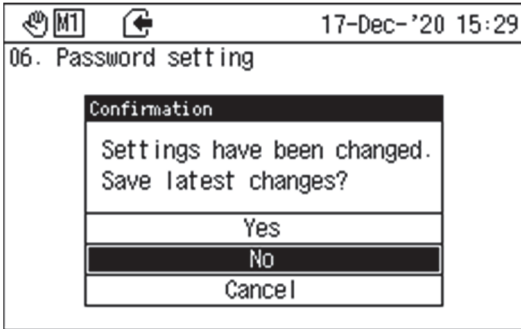 M1 17-Dec-'20 15:29
06. Password setting
Confirmation
Settings have been changed.
Save latest changes?
Yes
No
Cancel